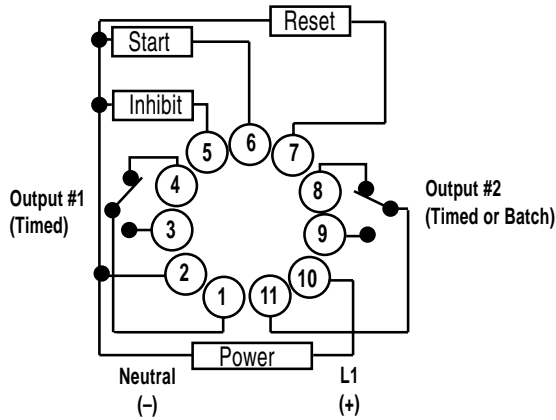 Reset
Start
Inhibit
6
5
7
4
8
Output #1
(Timed)
Output #2
(Timed or Batch)
3
9
2
10
1
11
Power
Neutral
(–)
L1
(+)